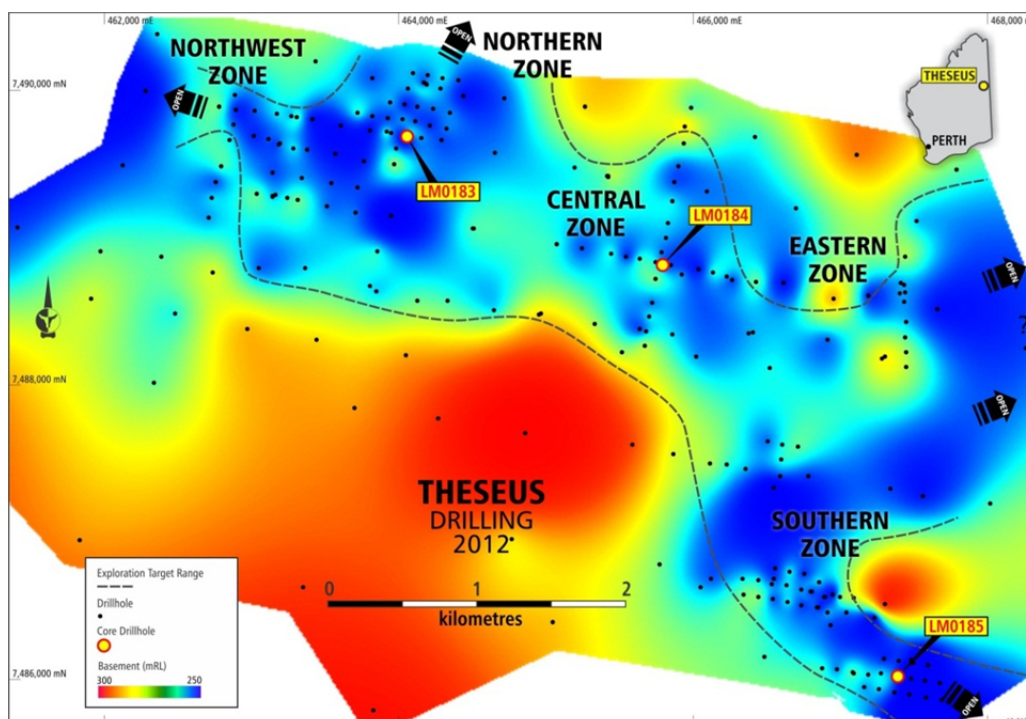 462,000 mE
464,000 mE
466,000 mE
468,000 m
NORTHWEST
ZONE
NORTHERN
ZONE
OPEN
OPEN
7,490,000 mN
THESEUS
PERTH
LM0183
CENTRAL
ZONE
LM0184
EASTERN
ZONE
OPEN
7,488,000 mN
OPEN
THESEUS
DRILLING
2012
SOUTHERN
ZONE
0 1 2
kilometres
LM0185
Exploration Target Range
Drillhole
Core Drillhole
Basement (mRL)
300 250
7,486,000 mN
OPEN